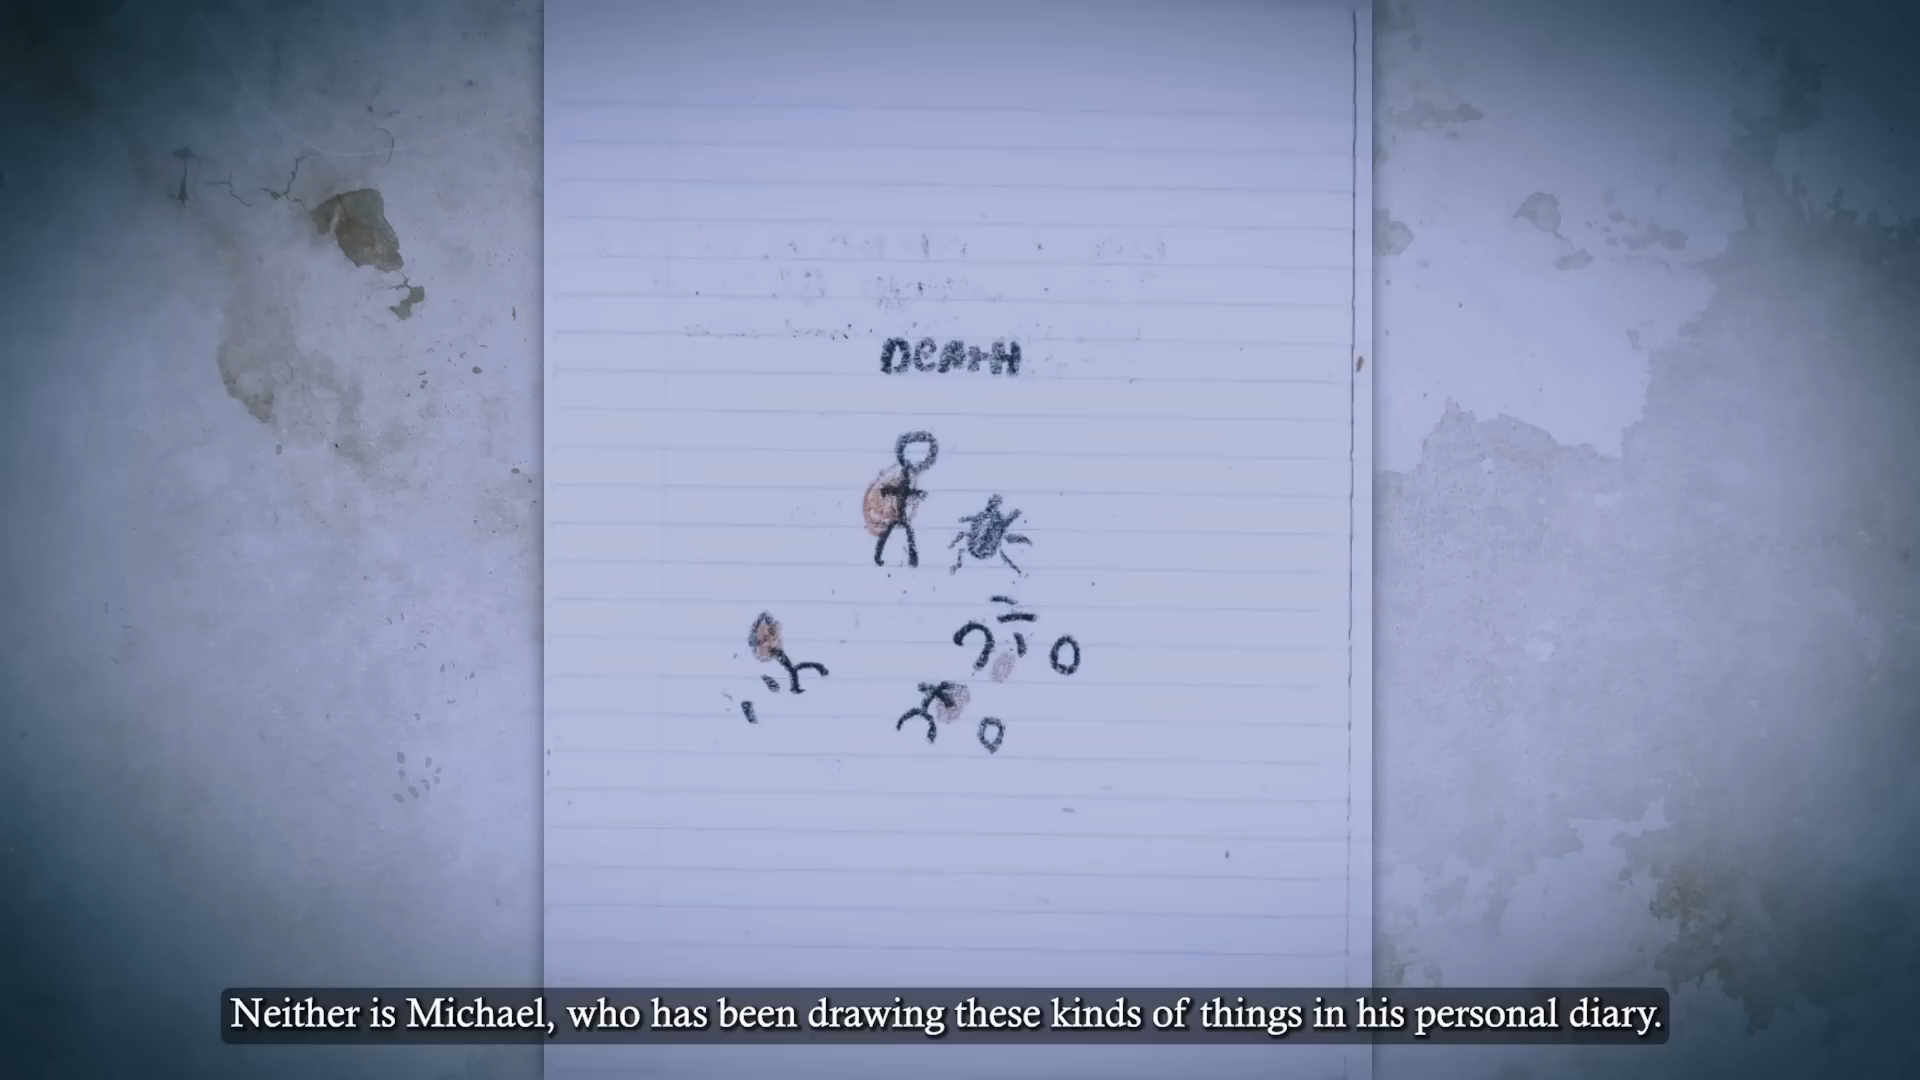 DEATH
Neither is Michael, who has been drawing these kinds of things in his personal diary.